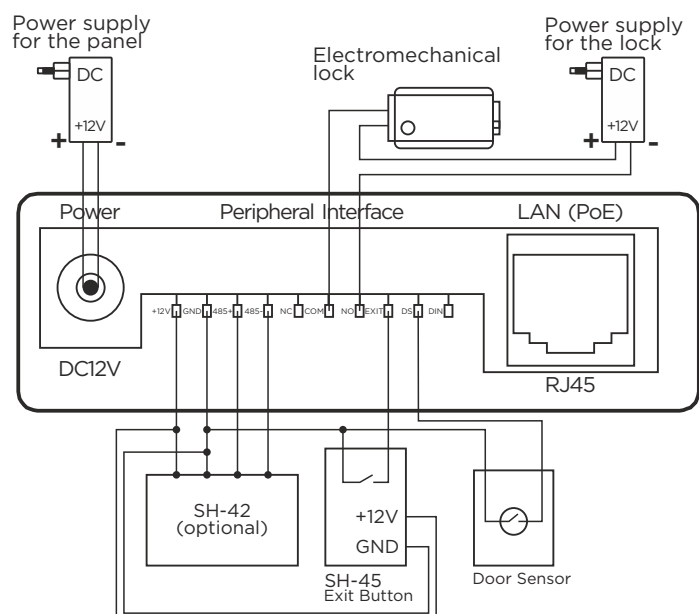 Power supply
for the panel
DC
+12V
+
-
Electromechanical
lock
Power supply
for the lock
DC
+12V
+
-
Power
Peripheral Interface
LAN (PoE)
+12V GND 485+ 485- NC COM NO EXIT DS DIN
DC12V
RJ45
SH-42
(optional)
+12V
GND
SH-45
Exit Button
Door Sensor